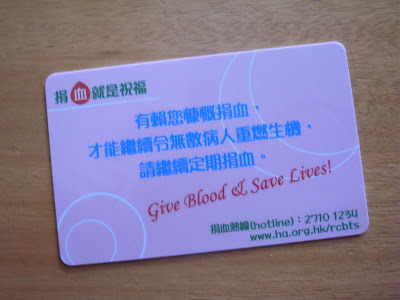 捐血就是祝福
有賴您慷慨捐血，
才能繼續令無數病人重燃生機，
請繼續定期捐血。
Give Blood & Save Lives!
捐血熱線(hotline)：2710 1234
www.ha.org.hk/rcbts